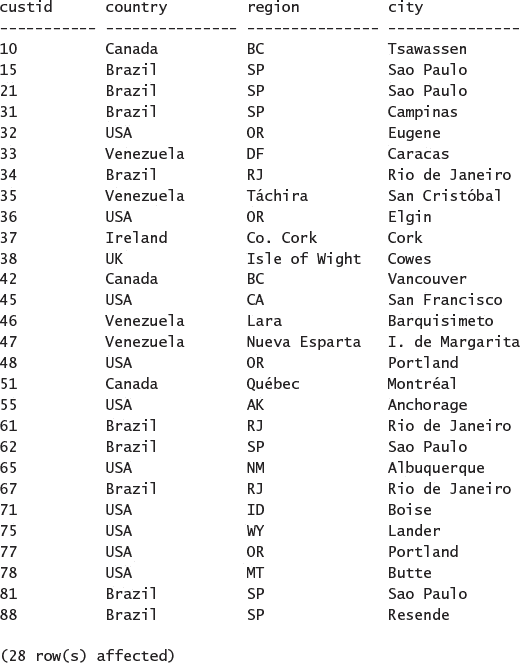 custid country region city
----------- --------------- --------------- ---------------
10 Canada BC Tsawassen
15 Brazil SP Sao Paulo
21 Brazil SP Sao Paulo
31 Brazil SP Campinas
32 USA OR Eugene
33 Venezuela DF Caracas
34 Brazil RJ Rio de Janeiro
35 Venezuela Táchira San Cristóbal
36 USA OR Elgin
37 Ireland Co. Cork Cork
38 UK Isle of Wight Cowes
42 Canada BC Vancouver
45 USA CA San Francisco
46 Venezuela Lara Barquisimeto
47 Venezuela Nueva Esparta I. de Margarita
48 USA OR Portland
51 Canada Québec Montréal
55 USA AK Anchorage
61 Brazil RJ Rio de Janeiro
62 Brazil SP Sao Paulo
65 USA NM Albuquerque
67 Brazil RJ Rio de Janeiro
71 USA ID Boise
75 USA WY Lander
77 USA OR Portland
78 USA MT Butte
81 Brazil SP Sao Paulo
88 Brazil SP Resende
(28 row(s) affected)